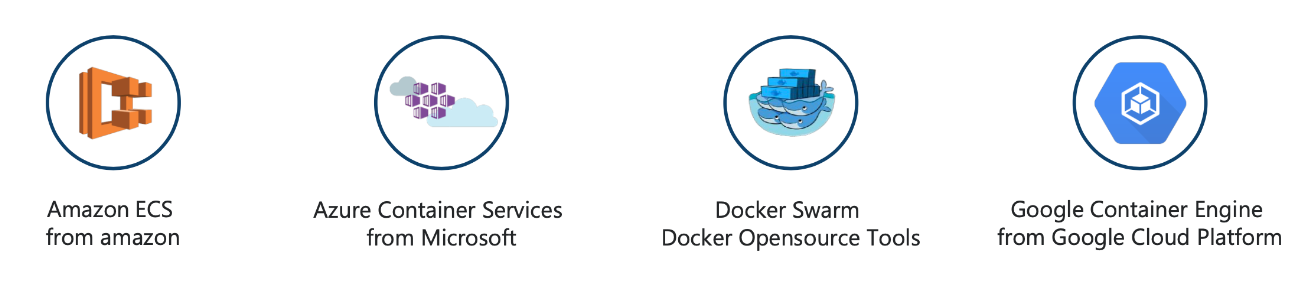 Amazon ECS
from amazon
Azure Container Services
from Microsoft
Docker Swarm
Docker Opensource Tools
Google Container Engine
from Google Cloud Platform